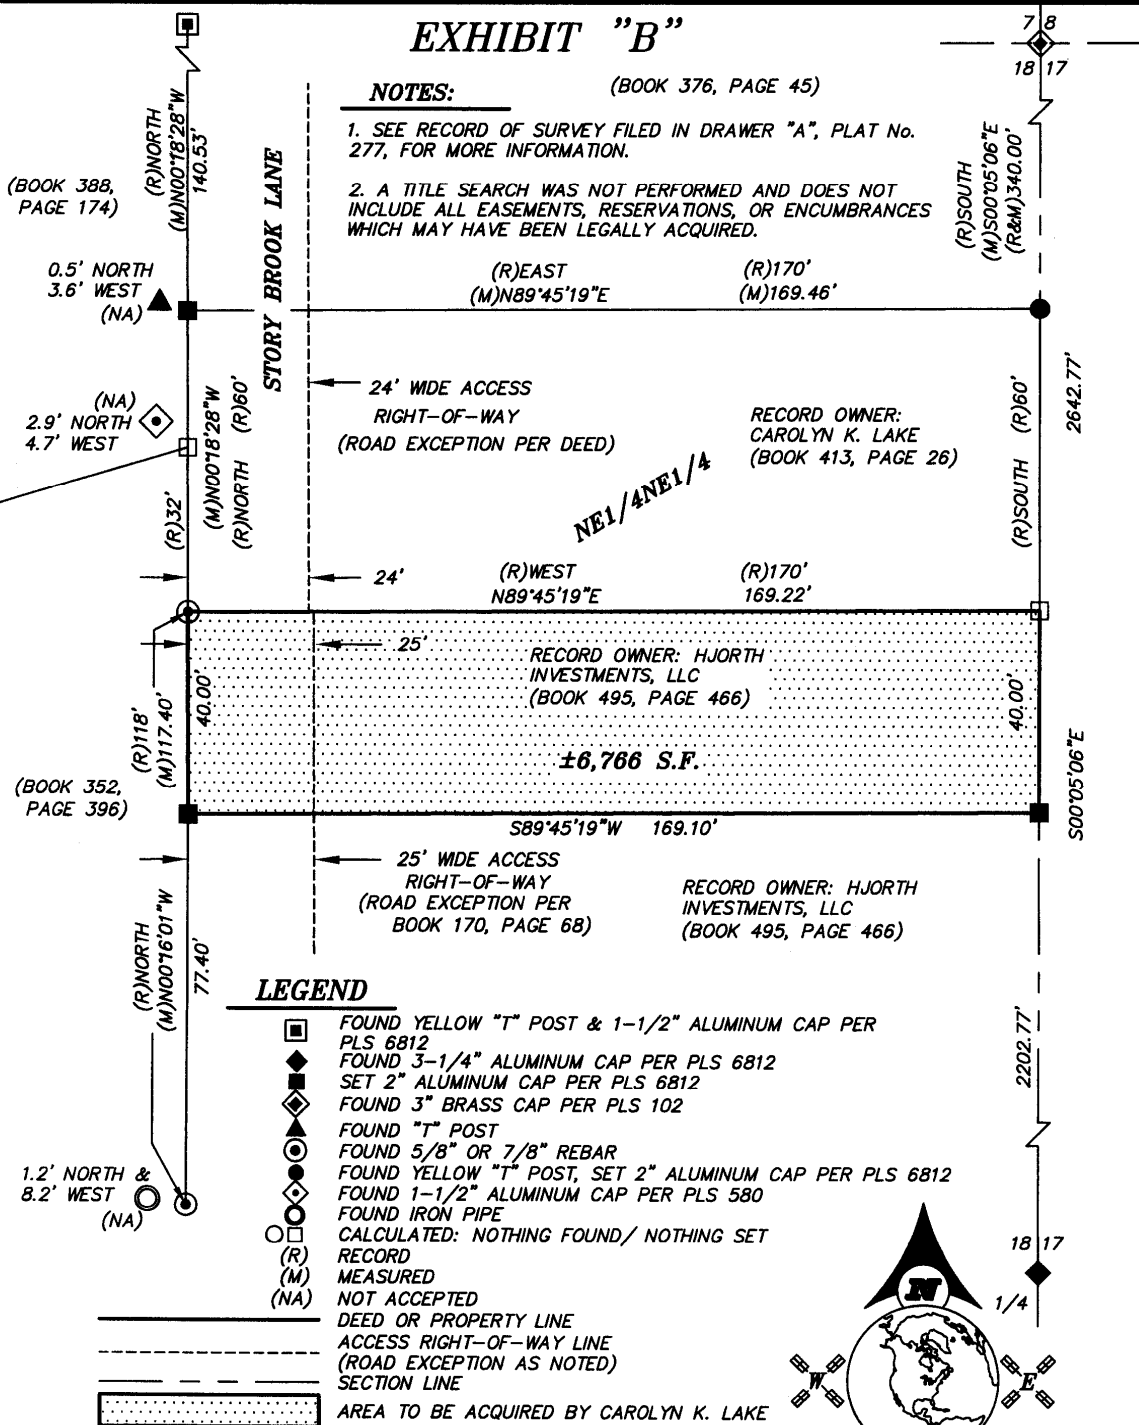 EXHIBIT "B"
7 8
18 17
(BOOK 376, PAGE 45)
NOTES:
1. SEE RECORD OF SURVEY FILED IN DRAWER "A", PLAT No.
277, FOR MORE INFORMATION.
2. A TITLE SEARCH WAS NOT PERFORMED AND DOES NOT
INCLUDE ALL EASEMENTS, RESERVATIONS, OR ENCUMBRANCES
WHICH MAY HAVE BEEN LEGALLY ACQUIRED.
(R)NORTH
(M)N00°18'28"W
140.53'
(BOOK 388,
PAGE 174)
STORY BROOK LANE
(R)SOUTH
(M)S00°05'06"E
(R&M)340.00'
0.5' NORTH
3.6' WEST
(NA)
(R)EAST (R)170'
(M)N89°45'19"E (M)169.46'
(NA)
2.9' NORTH
4.7' WEST
(R)32'
(M)N00°18'28"W
(R)NORTH (R)60'
24' WIDE ACCESS
RIGHT-OF-WAY
(ROAD EXCEPTION PER DEED)
RECORD OWNER:
CAROLYN K. LAKE
(BOOK 413, PAGE 26)
NE1/4NE1/4
(R)SOUTH (R)60'
2642.77'
24'
(R)WEST (R)170'
N89°45'19"E 169.22'
25'
RECORD OWNER: HJORTH
INVESTMENTS, LLC
(BOOK 495, PAGE 466)
40.00'
40.00'
(R)118'
(M)117.40'
±6,766 S.F.
S00°05'06"E
(BOOK 352,
PAGE 396)
S89°45'19"W 169.10'
25' WIDE ACCESS
RIGHT-OF-WAY
(ROAD EXCEPTION PER
BOOK 170, PAGE 68)
RECORD OWNER: HJORTH
INVESTMENTS, LLC
(BOOK 495, PAGE 466)
(R)NORTH
(M)N00°16'01"W
77.40'
2202.77'
1.2' NORTH &
8.2' WEST
(NA)
LEGEND
FOUND YELLOW "T" POST & 1-1/2" ALUMINUM CAP PER
PLS 6812
FOUND 3-1/4" ALUMINUM CAP PER PLS 6812
SET 2" ALUMINUM CAP PER PLS 6812
FOUND 3" BRASS CAP PER PLS 102
FOUND "T" POST
FOUND 5/8" OR 7/8" REBAR
FOUND YELLOW "T" POST, SET 2" ALUMINUM CAP PER PLS 6812
FOUND 1-1/2" ALUMINUM CAP PER PLS 580
FOUND IRON PIPE
CALCULATED: NOTHING FOUND/ NOTHING SET
(R) RECORD
(M) MEASURED
(NA) NOT ACCEPTED
DEED OR PROPERTY LINE
ACCESS RIGHT-OF-WAY LINE
(ROAD EXCEPTION AS NOTED)
SECTION LINE
AREA TO BE ACQUIRED BY CAROLYN K. LAKE
18 17
1/4
N
W
E